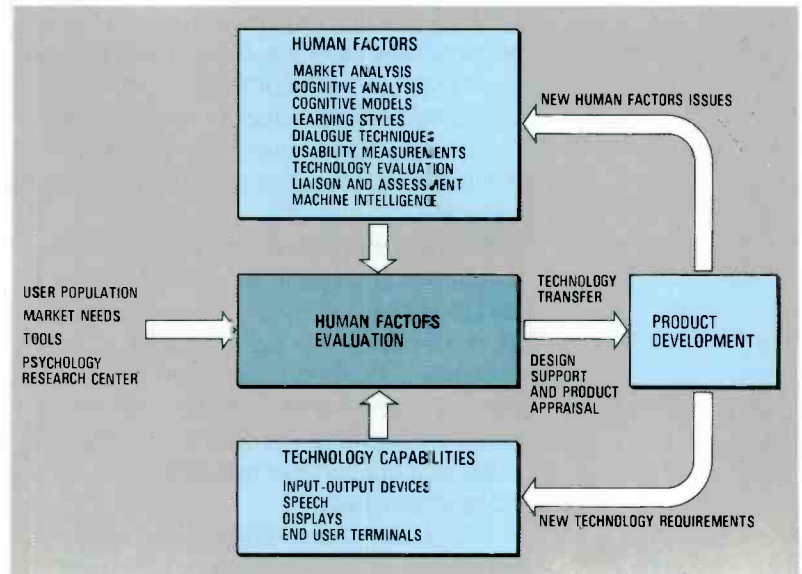 HUMAN FACTORS
MARKET ANALYSIS
COGNITIVE ANALYSIS
COGNITIVE MODELS
LEARNING STYLES
DIALOGUE TECHNIQUES
USABILITY MEASUREMENTS
TECHNOLOGY EVALUATION
LIAISON AND ASSESSMENT
MACHINE INTELLIGENCE
NEW HUMAN FACTORS ISSUES
USER POPULATION
MARKET NEEDS
TOOLS
PSYCHOLOGY
RESEARCH CENTER
HUMAN FACTOFS
EVALUATION
TECHNOLOGY
TRANSFER
DESIGN
SUPPORT
AND PRODUCT
APPRAISAL
PRODUCT
DEVELOPMENT
TECHNOLOGY CAPABILITIES
INPUT-OUTPUT DEVICES
SPEECH
DISPLAYS
END USER TERMINALS
NEW TECHNOLOGY REQUIREMENTS